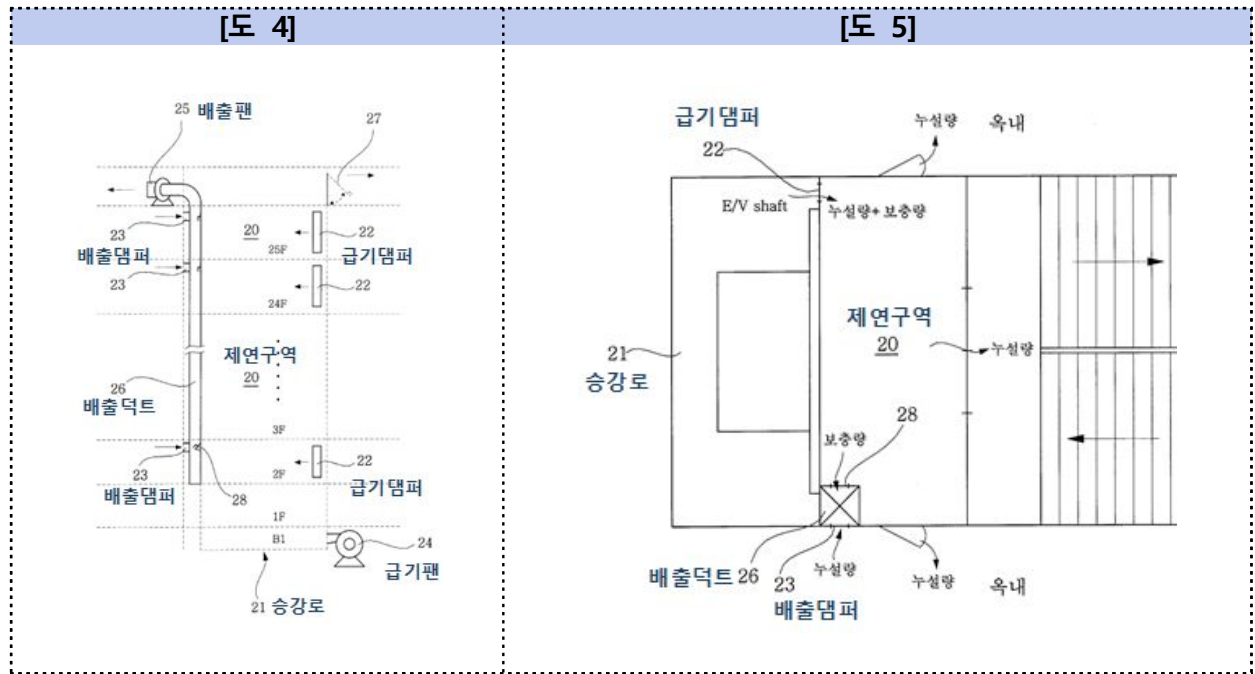 [도 4]
25 배출팬
27
23
20
22
배출댐퍼
25F
급기댐퍼
23
22
24F
제연구역
20
26
배출덕트
3F
23
22
2F
배출댐퍼
28
급기댐퍼
1F
B1
24
급기팬
21 승강로
[도 5]
급기댐퍼
누설량 옥내
22
E/V shaft
누설량+ 보충량
제연구역
20
누설량
21
승강로
28
보충량
배출덕트 26
23
누설량
누설량
옥내
배출댐퍼